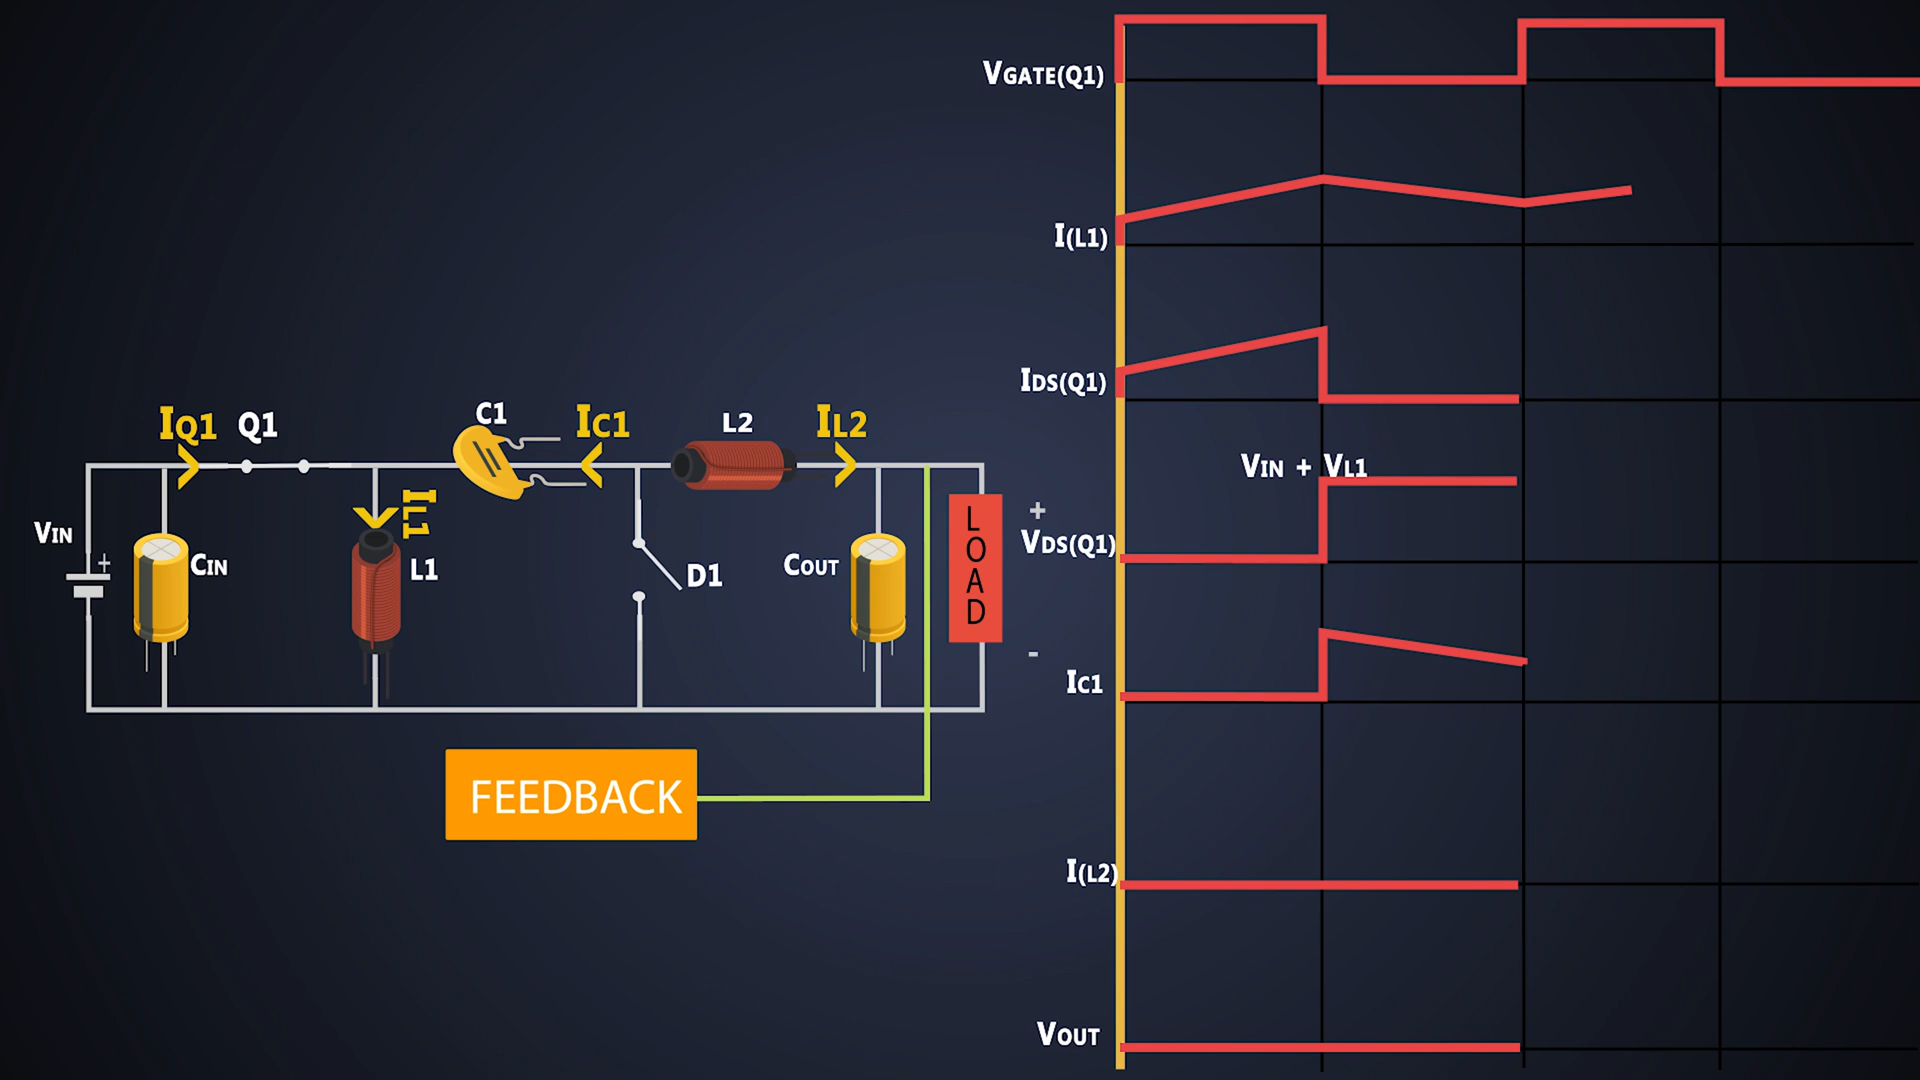 VGATE(Q1)
I(L1)
IDS(Q1)
IQ1 Q1
C1
IC1
L2
IL2
VIN + VL1
IL1
VIN
+
CIN
L1
D1
COUT
LOAD
+
VDS(Q1)
-
IC1
FEEDBACK
I(L2)
VOUT